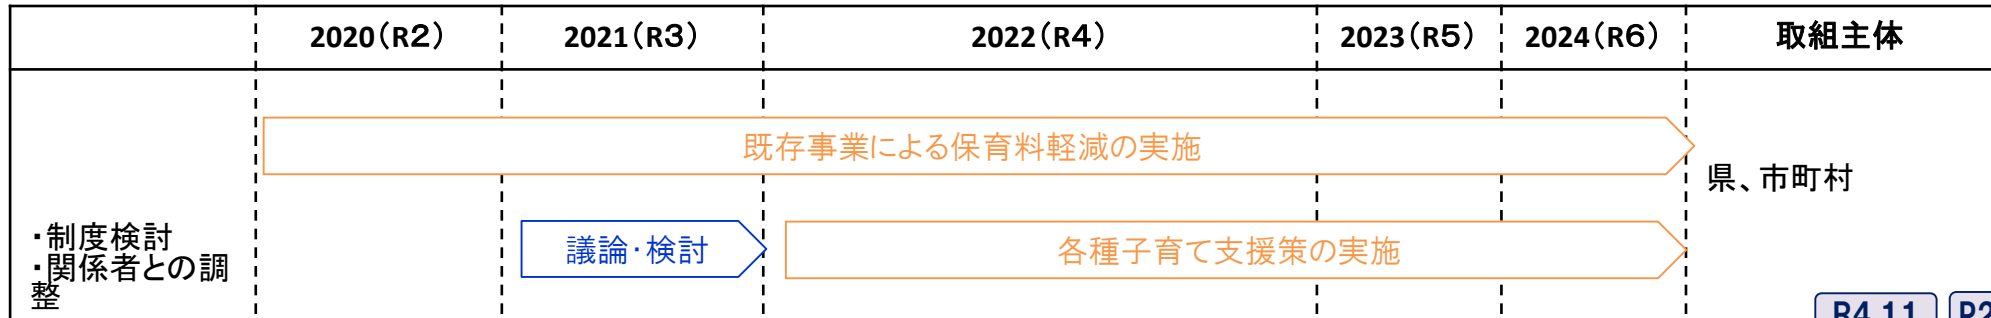 2020(R2) 2021(R3) 2022(R4) 2023(R5) 2024(R6) 取組主体
既存事業による保育料軽減の実施
県、市町村
・制度検討
・関係者との調
整
議論・検討
各種子育て支援策の実施
R4.11